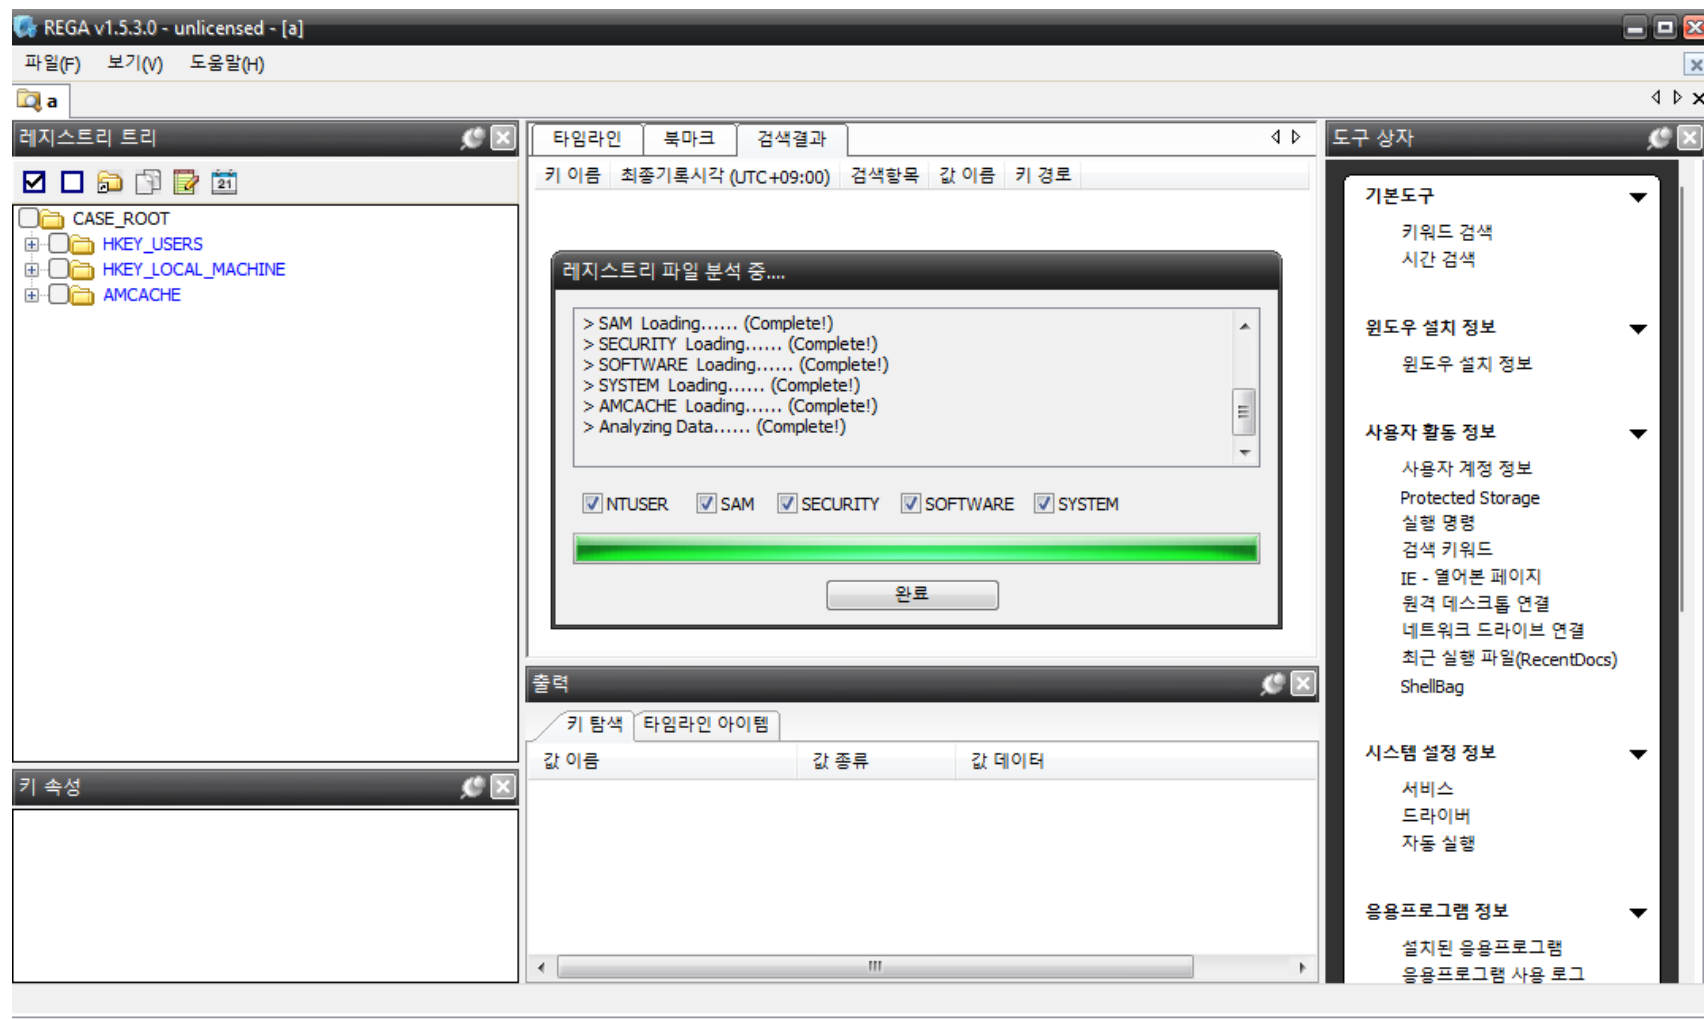 REGA v1.5.3.0 - unlicensed - [a]
파일(F) 보기(V) 도움말(H)
a
레지스트리 트리
21
CASE_ROOT
HKEY_USERS
HKEY_LOCAL_MACHINE
AMCACHE
키 속성
타임라인 북마크 검색결과
키 이름 최종기록시각 (UTC+09:00) 검색항목 값 이름 키 경로
레지스트리 파일 분석 중....
> SAM Loading...... (Complete!)
> SECURITY Loading...... (Complete!)
> SOFTWARE Loading...... (Complete!)
> SYSTEM Loading...... (Complete!)
> AMCACHE Loading...... (Complete!)
> Analyzing Data...... (Complete!)
NTUSER SAM SECURITY SOFTWARE SYSTEM
완료
출력
키 탐색 타임라인 아이템
값 이름 값 종류 값 데이터
도구 상자
기본도구
키워드 검색
시간 검색
윈도우 설치 정보
윈도우 설치 정보
사용자 활동 정보
사용자 계정 정보
Protected Storage
실행 명령
검색 키워드
IE - 열어본 페이지
원격 데스크톱 연결
네트워크 드라이브 연결
최근 실행 파일(RecentDocs)
ShellBag
시스템 설정 정보
서비스
드라이버
자동 실행
응용프로그램 정보
설치된 응용프로그램
응용프로그램 사용 로그